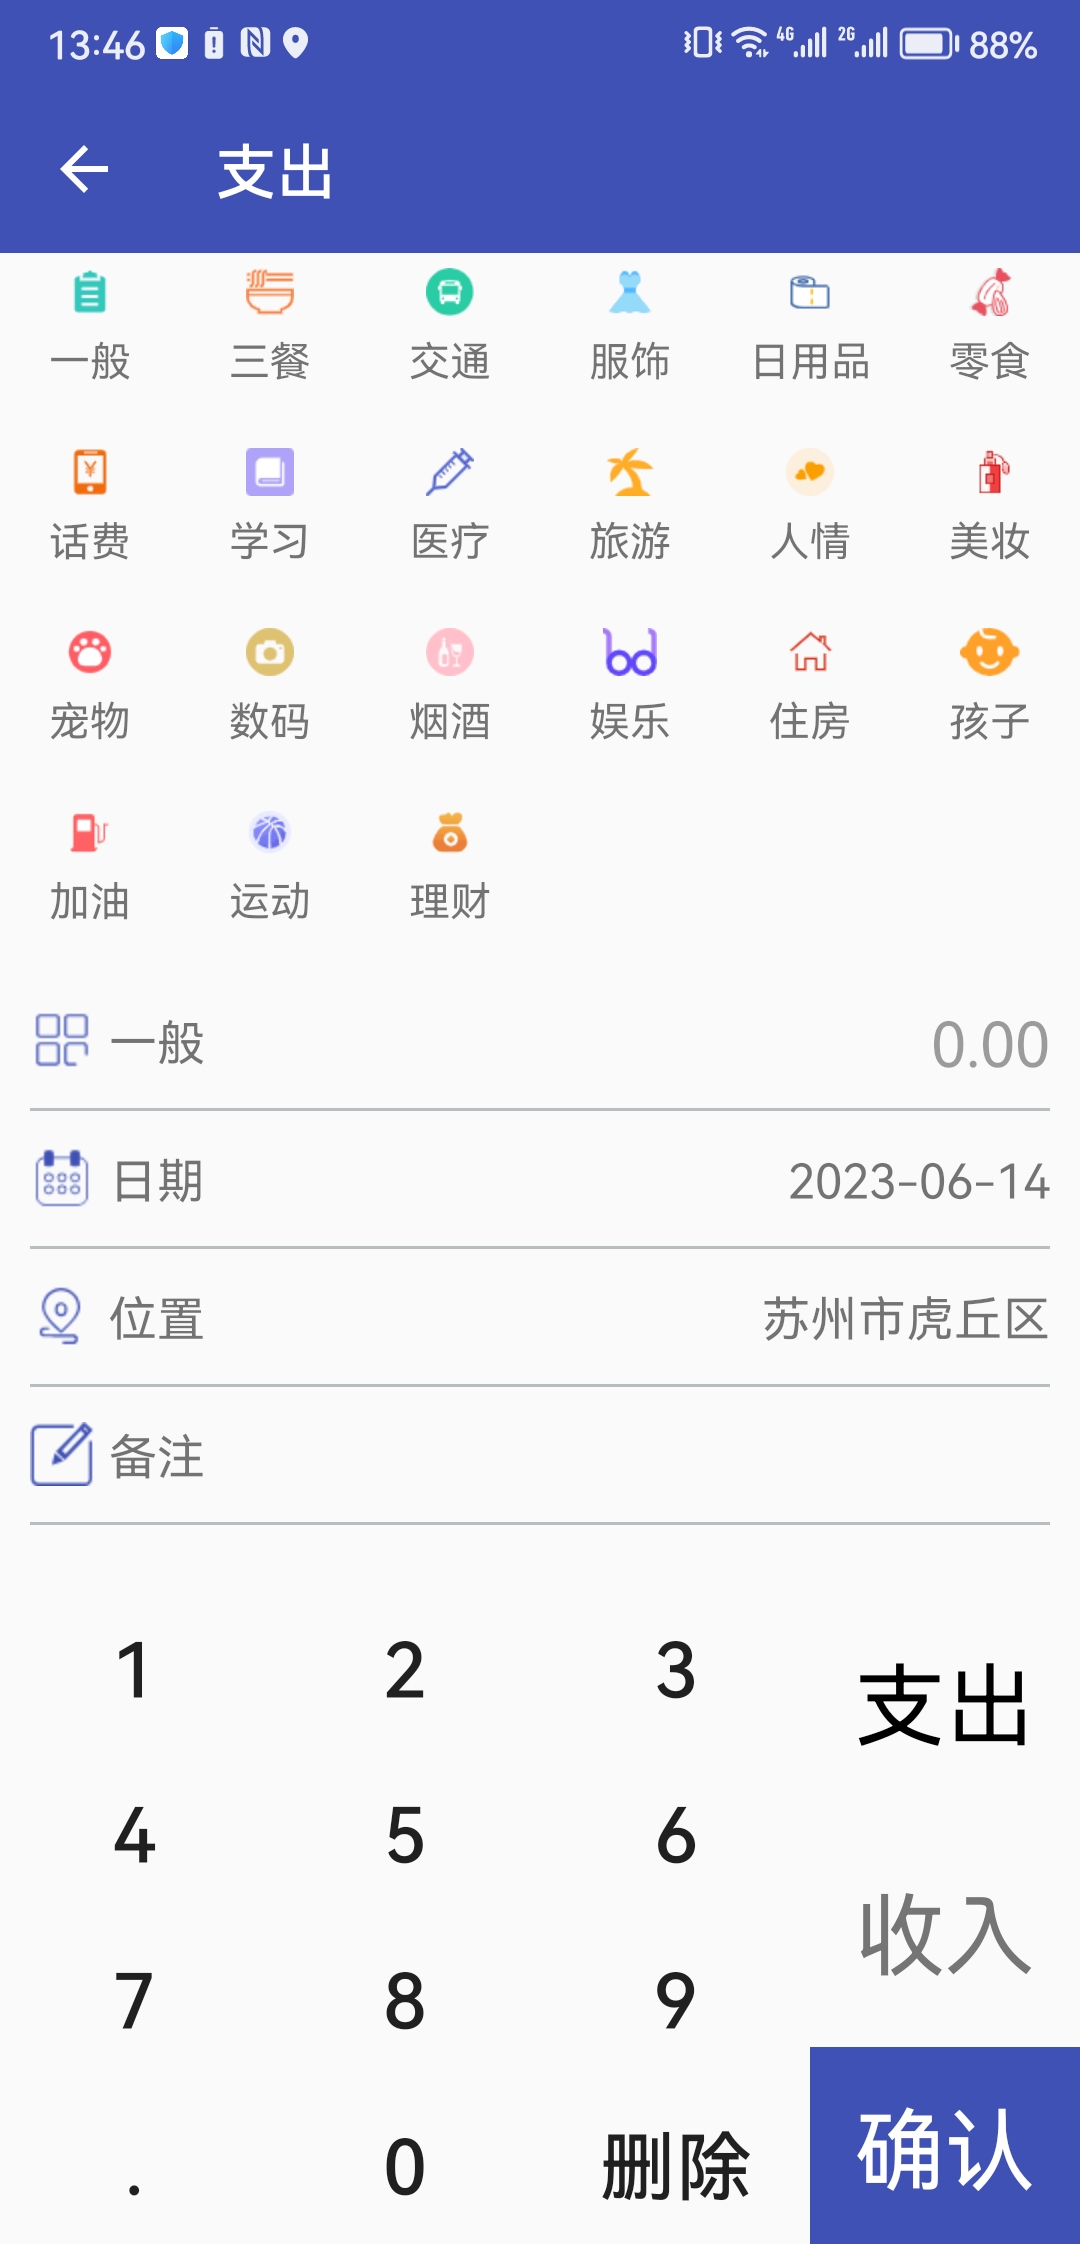 13:46 4G 2G 88%
支出
一般 三餐 交通 服饰 日用品 零食
话费 学习 医疗 旅游 人情 美妆
宠物 数码 烟酒 娱乐 住房 孩子
加油 运动 理财
一般 0.00
日期 2023-06-14
位置 苏州市虎丘区
备注
1 2 3 支出
4 5 6
收入
7 8 9
. 0 删除 确认